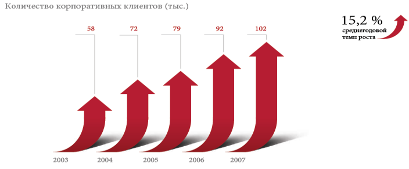 Количество корпоративных клиентов (тыс.)
58 72 79 92 102
15,2 %
среднегодовой
темп роста
2003 2004 2005 2006 2007